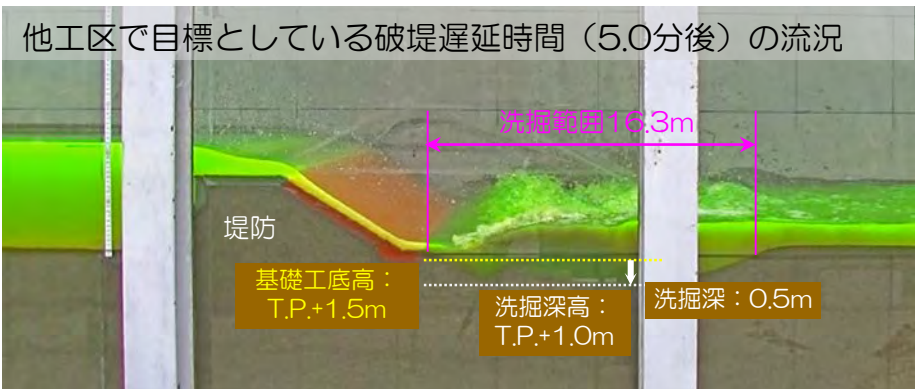 他工区で目標としている破堤遅延時間（5.0分後）の流況
洗掘範囲16.3m
堤防
基礎工底高：
T.P.+1.5m
洗掘深高：
T.P.+1.0m
洗掘深：0.5m